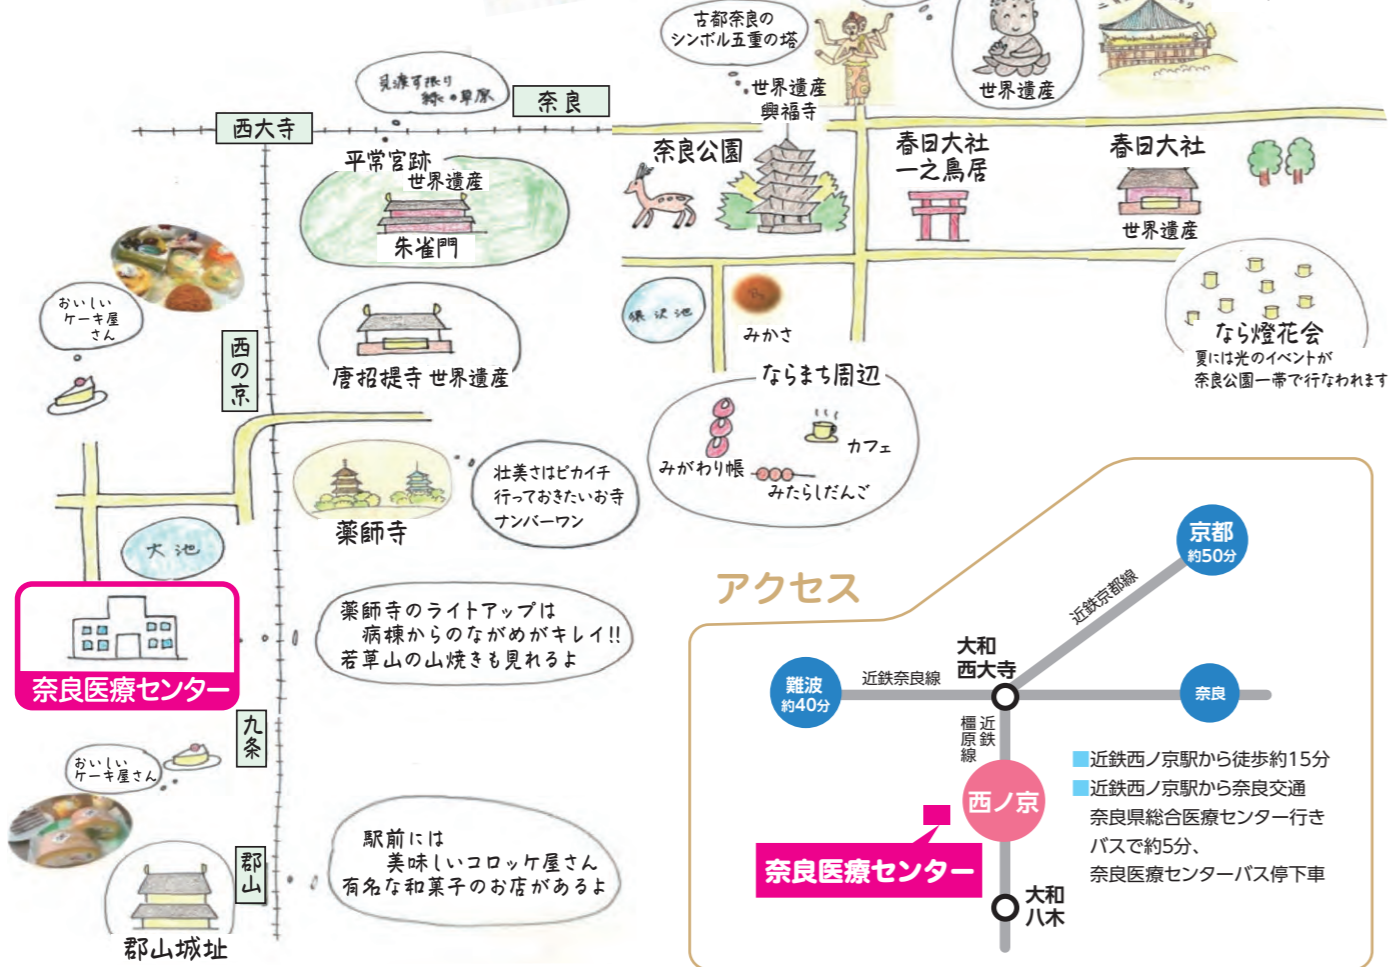 古都奈良の
シンボル五重の塔
世界遺産
興福寺
世界遺産
見渡す限り
緑の草原
奈良
西大寺
平常宮跡
世界遺産
朱雀門
奈良公園
春日大社
一之鳥居
春日大社
世界遺産
おいしい
ケーキ屋
さん
西の京
唐招提寺 世界遺産
猿沢池
みかさ
なら燈花会
夏には光のイベントが
奈良公園一帯で行なわれます
ならまち周辺
みがわり帳
カフェ
みたらしだんご
薬師寺
壮美さはピカイチ
行っておきたいお寺
ナンバーワン
大池
奈良医療センター
薬師寺のライトアップは
病棟からのながめがキレイ!!
若草山の山焼きも見れるよ
九条
おいしい
ケーキ屋さん
郡山
駅前には
美味しいコロッケ屋さん
有名な和菓子のお店があるよ
郡山城址
アクセス
京都
約50分
近鉄京都線
大和
西大寺
難波
約40分
近鉄奈良線
奈良
近鉄
橿原線
西ノ京
奈良医療センター
大和
八木
■近鉄西ノ京駅から徒歩約15分
■近鉄西ノ京駅から奈良交通
奈良県総合医療センター行き
バスで約5分、
奈良医療センターバス停下車